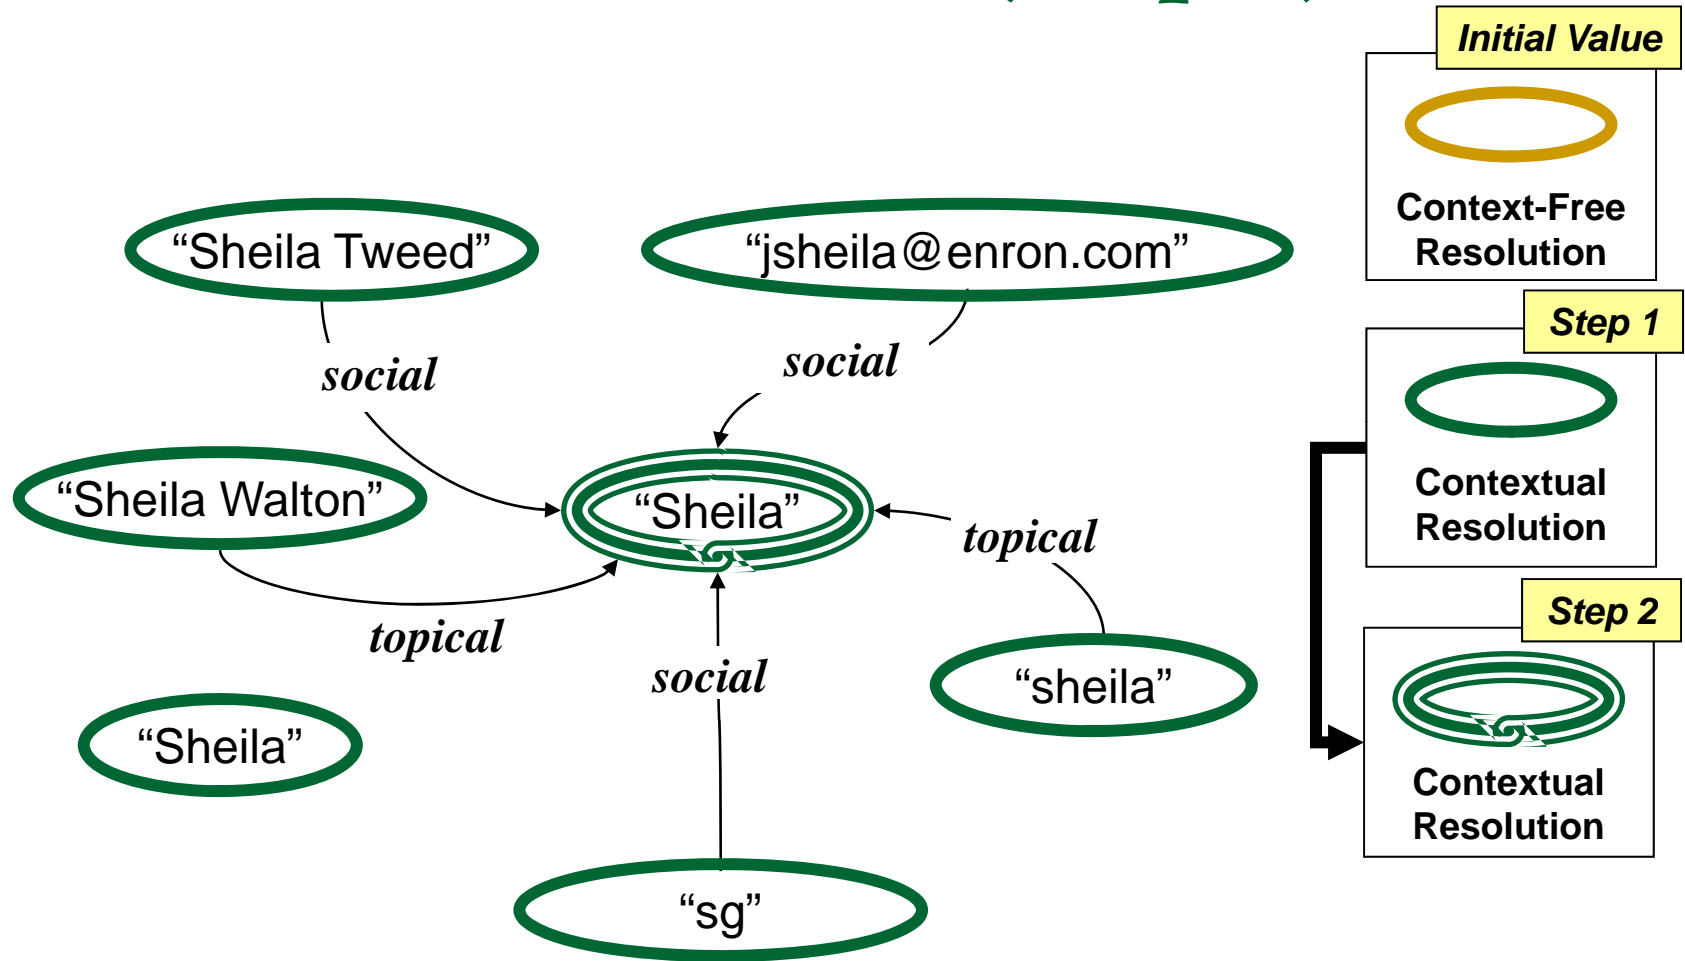 Initial Value
Context-Free
Resolution
“Sheila Tweed”
“jsheila@enron.com”
Step 1
social
social
Contextual
Resolution
“Sheila Walton”
“Sheila”
topical
topical
Step 2
social
“sheila”
“Sheila”
Contextual
Resolution
“sg”